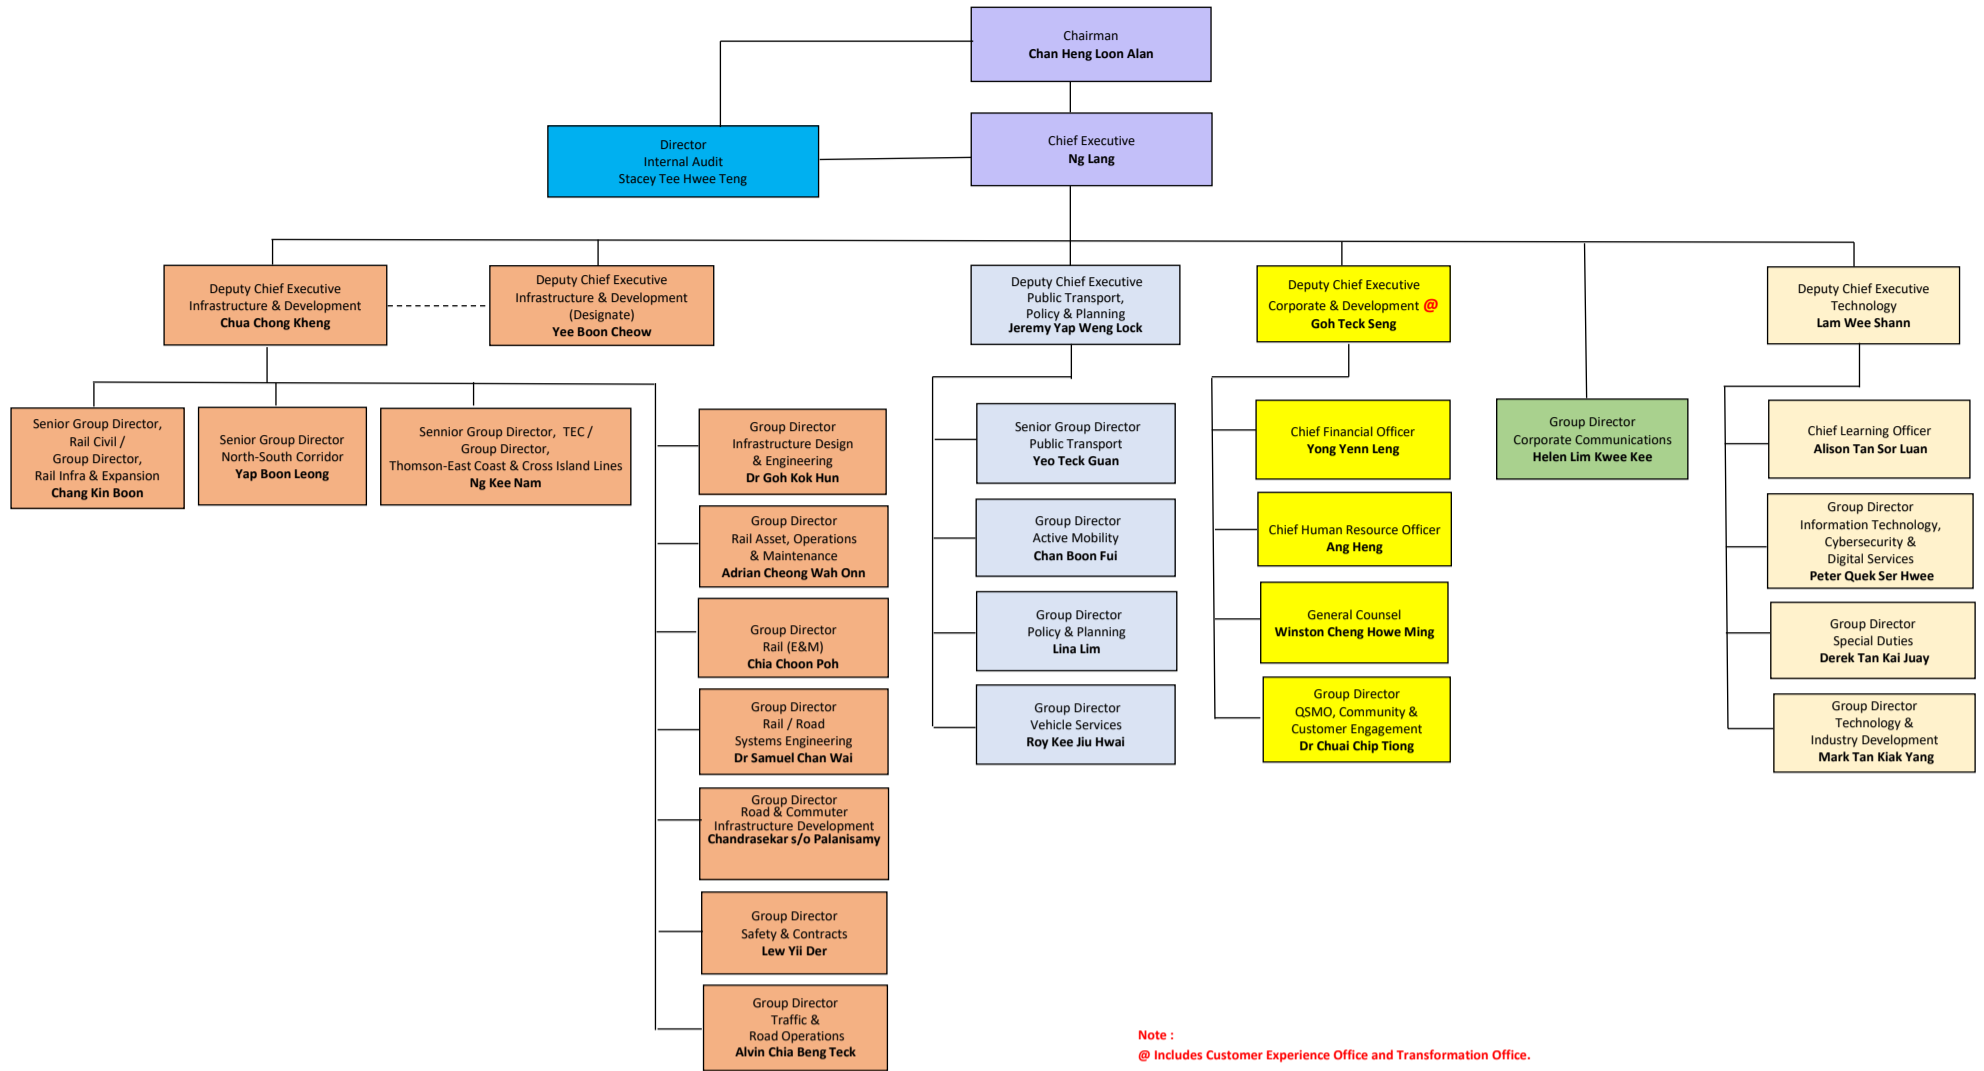 Chairman
Chan Heng Loon Alan
Chief Executive
Ng Lang
Director
Internal Audit
Stacey Tee Hwee Teng
Deputy Chief Executive
Infrastructure & Development
Chua Chong Kheng
Deputy Chief Executive
Infrastructure & Development
(Designate)
Yee Boon Cheow
Deputy Chief Executive
Public Transport,
Policy & Planning
Jeremy Yap Weng Lock
Deputy Chief Executive
Corporate & Development @
Goh Teck Seng
Deputy Chief Executive
Technology
Lam Wee Shann
Senior Group Director,
Rail Civil /
Group Director,
Rail Infra & Expansion
Chang Kin Boon
Senior Group Director
North-South Corridor
Yap Boon Leong
Sennior Group Director, TEC /
Group Director,
Thomson-East Coast & Cross Island Lines
Ng Kee Nam
Group Director
Infrastructure Design
& Engineering
Dr Goh Kok Hun
Group Director
Rail Asset, Operations
& Maintenance
Adrian Cheong Wah Onn
Group Director
Rail (E&M)
Chia Choon Poh
Group Director
Rail / Road
Systems Engineering
Dr Samuel Chan Wai
Group Director
Road & Commuter
Infrastructure Development
Chandrasekar s/o Palanisamy
Group Director
Safety & Contracts
Lew Yii Der
Group Director
Traffic &
Road Operations
Alvin Chia Beng Teck
Senior Group Director
Public Transport
Yeo Teck Guan
Group Director
Active Mobility
Chan Boon Fui
Group Director
Policy & Planning
Lina Lim
Group Director
Vehicle Services
Roy Kee Jiu Hwai
Chief Financial Officer
Yong Yenn Leng
Chief Human Resource Officer
Ang Heng
General Counsel
Winston Cheng Howe Ming
Group Director
QSMO, Community &
Customer Engagement
Dr Chuai Chip Tiong
Group Director
Corporate Communications
Helen Lim Kwee Kee
Chief Learning Officer
Alison Tan Sor Luan
Group Director
Information Technology,
Cybersecurity &
Digital Services
Peter Quek Ser Hwee
Group Director
Special Duties
Derek Tan Kai Juay
Group Director
Technology &
Industry Development
Mark Tan Kiak Yang
Note :
@ Includes Customer Experience Office and Transformation Office.